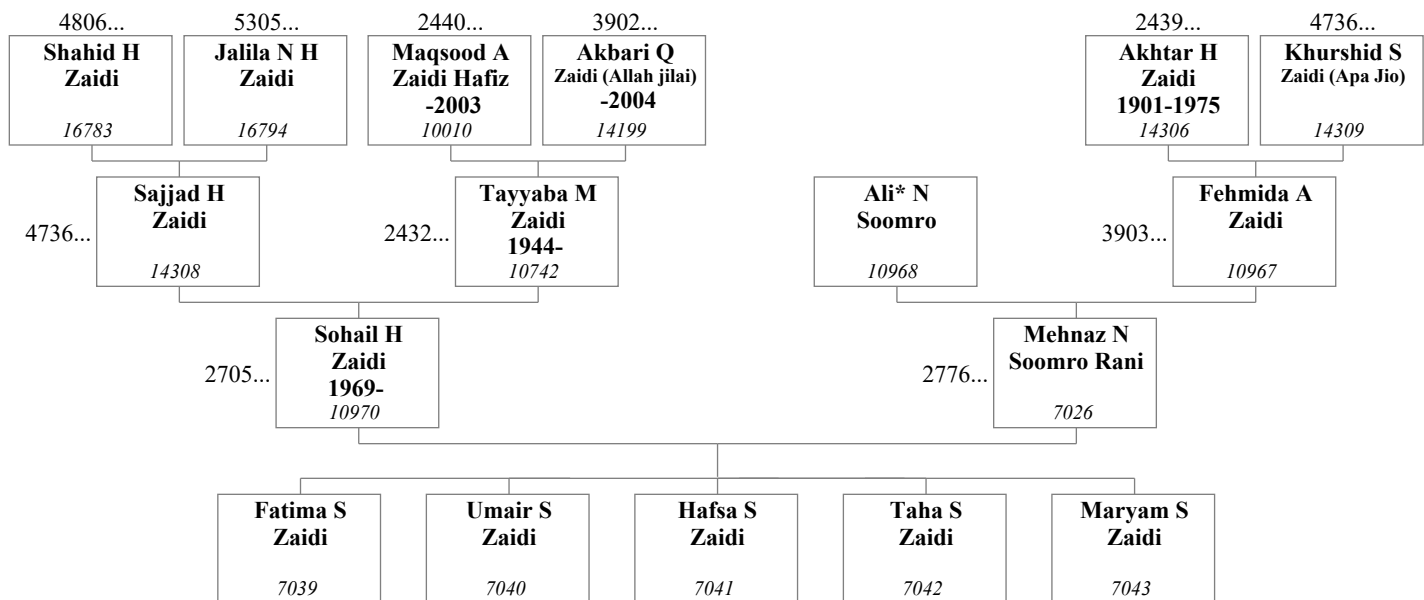 4806... 5305... 2440... 3902... 2439... 4736...
Shahid H Jalila N H Maqsood A Akbari Q Akhtar H Khurshid S
Zaidi Zaidi Zaidi Hafiz Zaidi (Allah jilai) Zaidi Zaidi (Apa Jio)
-2003 -2004 1901-1975
16783 16794 10010 14199 14306 14309
Sajjad H Tayyaba M Ali* N Fehmida A
Zaidi Zaidi Soomro Zaidi
4736... 2432... 1944- 3903...
14308 10742 10968 10967
Sohail H Mehnaz N
Zaidi Soomro Rani
2705... 1969- 2776...
10970 7026
Fatima S Umair S Hafsa S Taha S Maryam S
Zaidi Zaidi Zaidi Zaidi Zaidi
7039 7040 7041 7042 7043